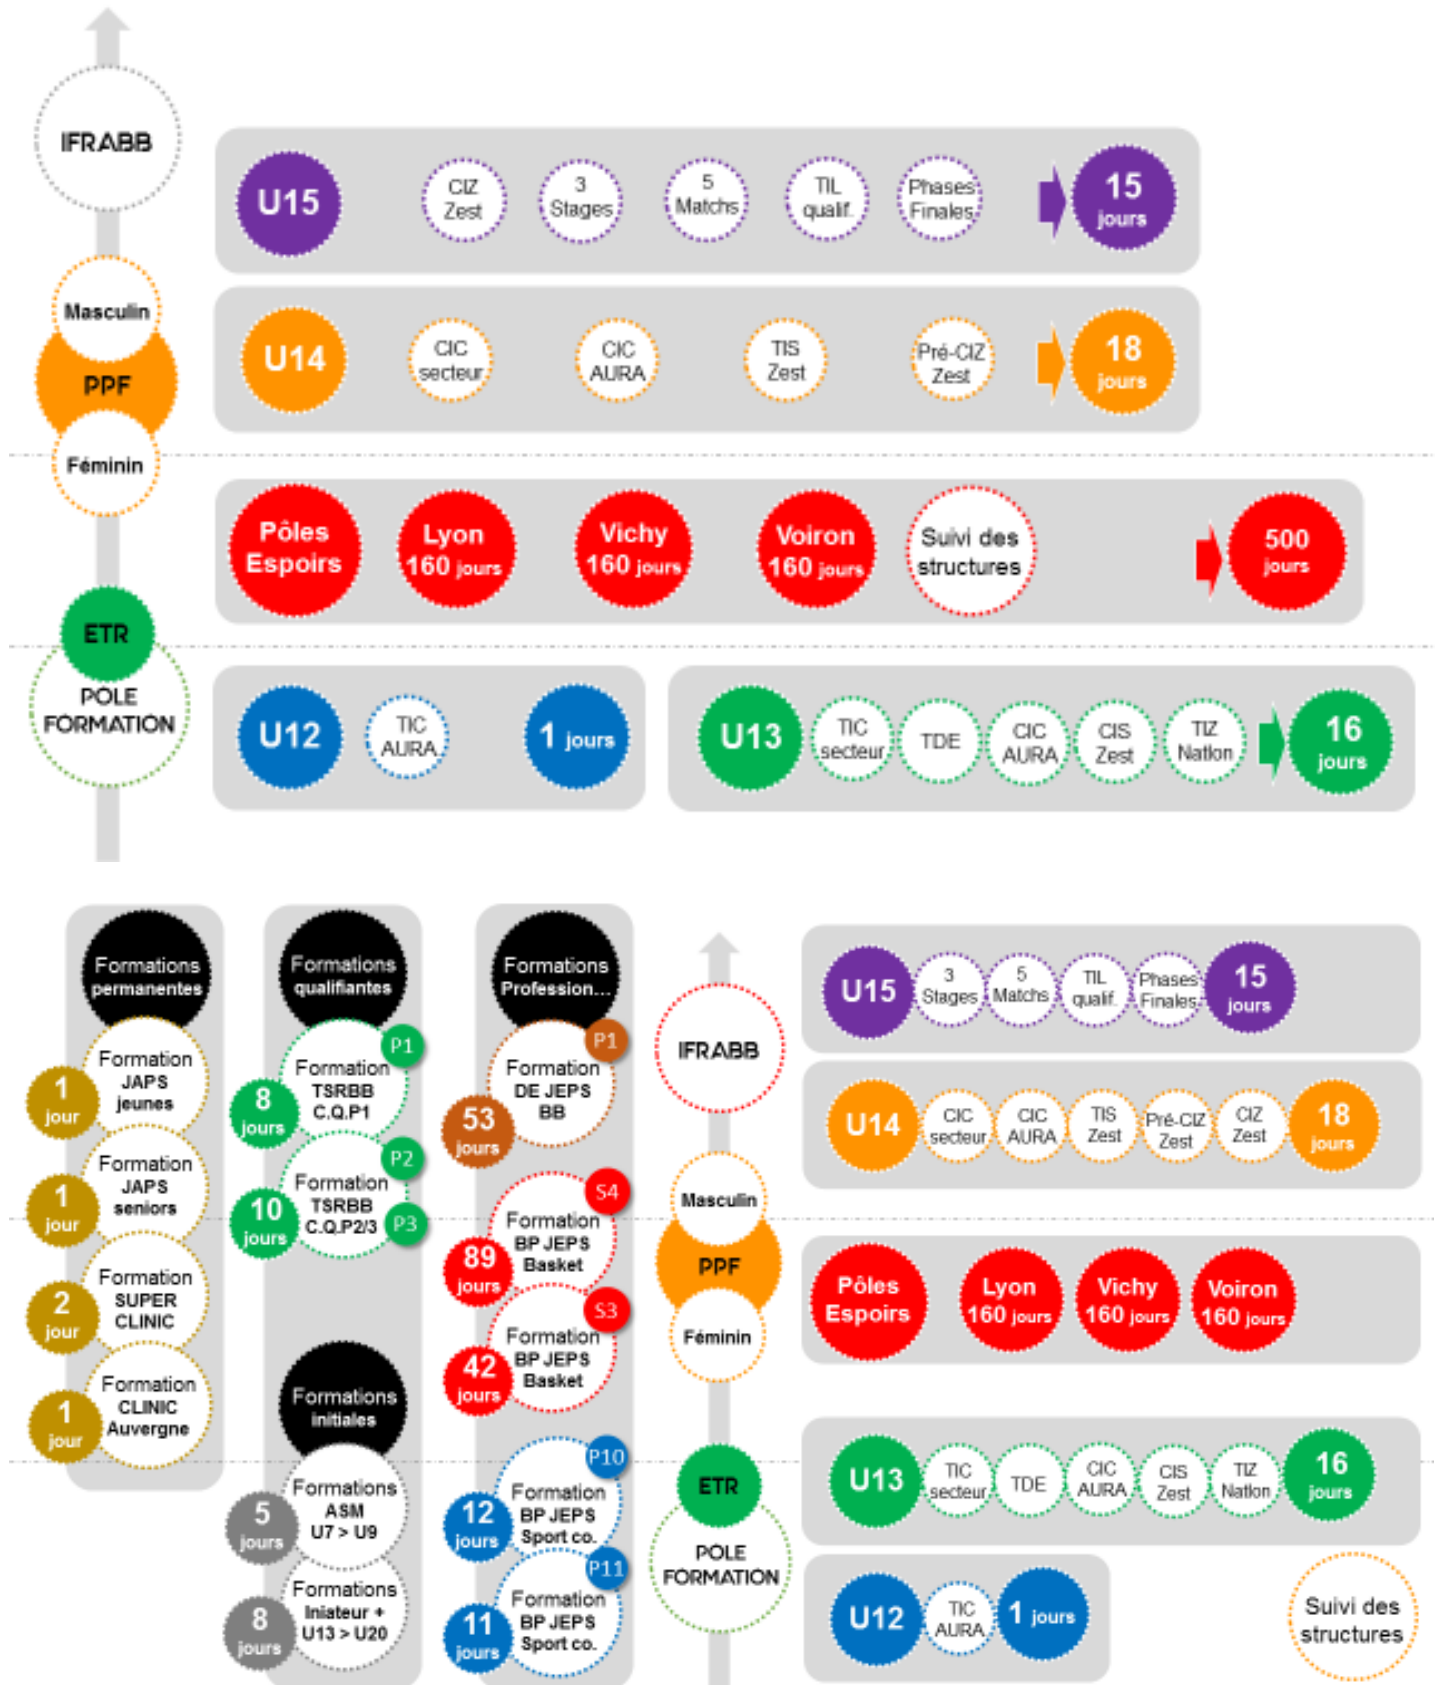 IFRABB
U15
CIZ
Zest
3
Stages
5
Matchs
TIL
qualif.
Phases
Finales
15
jours
Masculin
PPF
Féminin
U14
CIC
secteur
CIC
AURA
TIS
Zest
Pré-CIZ
Zest
18
jours
Pôles
Espoirs
Lyon
160 jours
Vichy
160 jours
Voiron
160 jours
Suivi des
structures
500
jours
ETR
POLE
FORMATION
U12
TIC
AURA
1 jours
U13
TIC
secteur
TDE
CIC
AURA
CIS
Zest
TIZ
Nation
16
jours
Formations
permanentes
Formation
JAPS
jeunes
1
jour
Formation
JAPS
seniors
1
jour
Formation
SUPER
CLINIC
2
jour
Formation
CLINIC
Auvergne
1
jour
Formations
qualifiantes
P1
Formation
TSRBB
C.Q.P1
8
jours
P2
Formation
TSRBB
C.Q.P2/3
10
jours
P3
Formations
initiales
Formations
ASM
U7 > U9
5
jours
Formations
Iniateur +
U13 > U20
8
jours
Formations
Profession...
P1
Formation
DE JEPS
BB
53
jours
S4
Formation
BP JEPS
Basket
89
jours
S3
Formation
BP JEPS
Basket
42
jours
P10
Formation
BP JEPS
Sport co.
12
jours
P11
Formation
BP JEPS
Sport co.
11
jours
IFRABB
Masculin
PPF
Féminin
ETR
POLE
FORMATION
U15
3
Stages
5
Matchs
TIL
qualif.
Phases
Finales
15
jours
U14
CIC
secteur
CIC
AURA
TIS
Zest
Pré-CIZ
Zest
CIZ
Zest
18
jours
Pôles
Espoirs
Lyon
160 jours
Vichy
160 jours
Voiron
160 jours
U13
TIC
secteur
TDE
CIC
AURA
CIS
Zest
TIZ
Nation
16
jours
U12
TIC
AURA
1 jours
Suivi des
structures